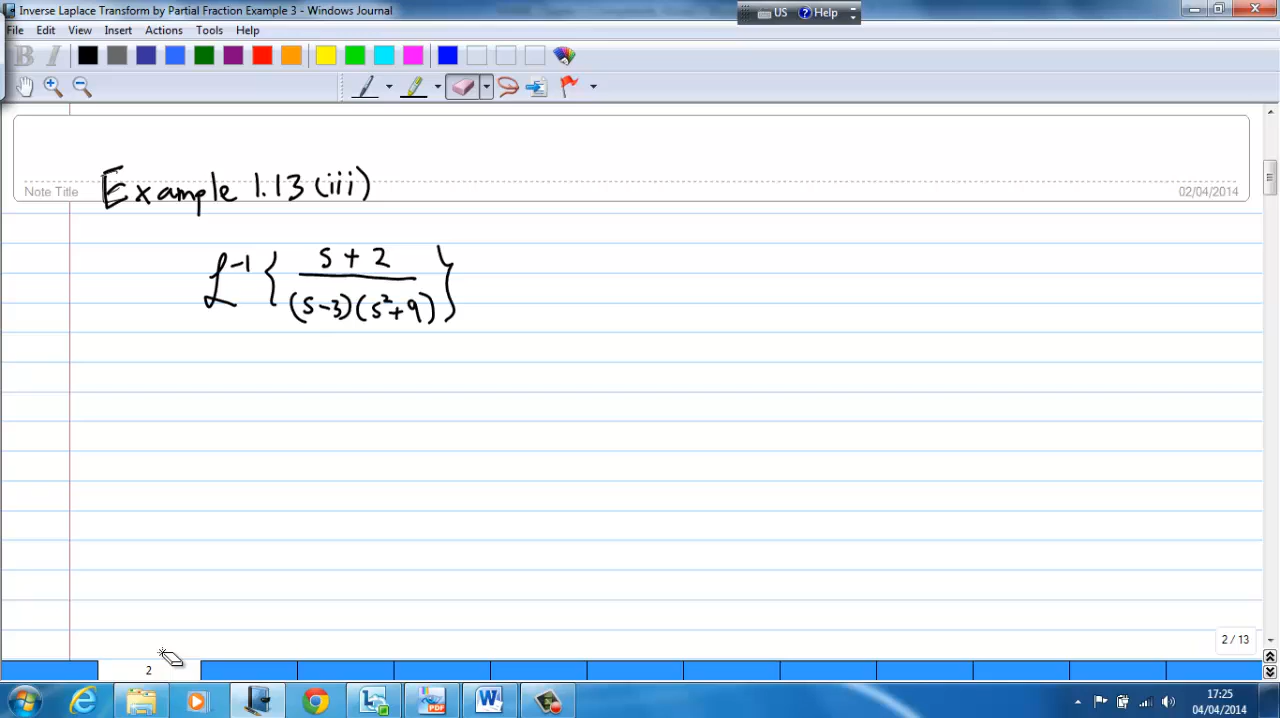 Inverse Laplace Transform by Partial Fraction Example 3 - Windows Journal
US Help
File Edit View Insert Actions Tools Help
B I
Example 1.13 (iii)
Note Title
02/04/2014
ℒ⁻¹ { (s + 2) / ((s-3)(s²+9)) }
2 / 13
2
17:25
04/04/2014